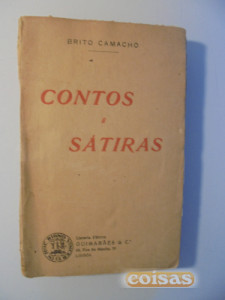 BRITO CAMACHO
CONTOS
E
SÁTIRAS
GUIMARÃES & C.ª
LISBOA
coisas